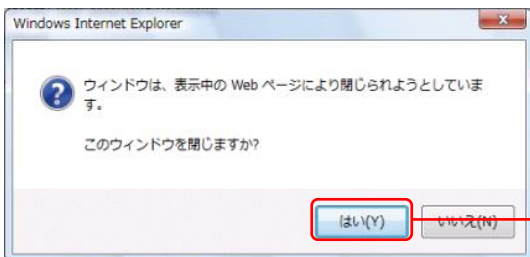 Windows Internet Explorer
ウィンドウは、表示中の Web ページにより閉じられようとしていま
す。
このウィンドウを閉じますか?
はい(Y)
いいえ(N)